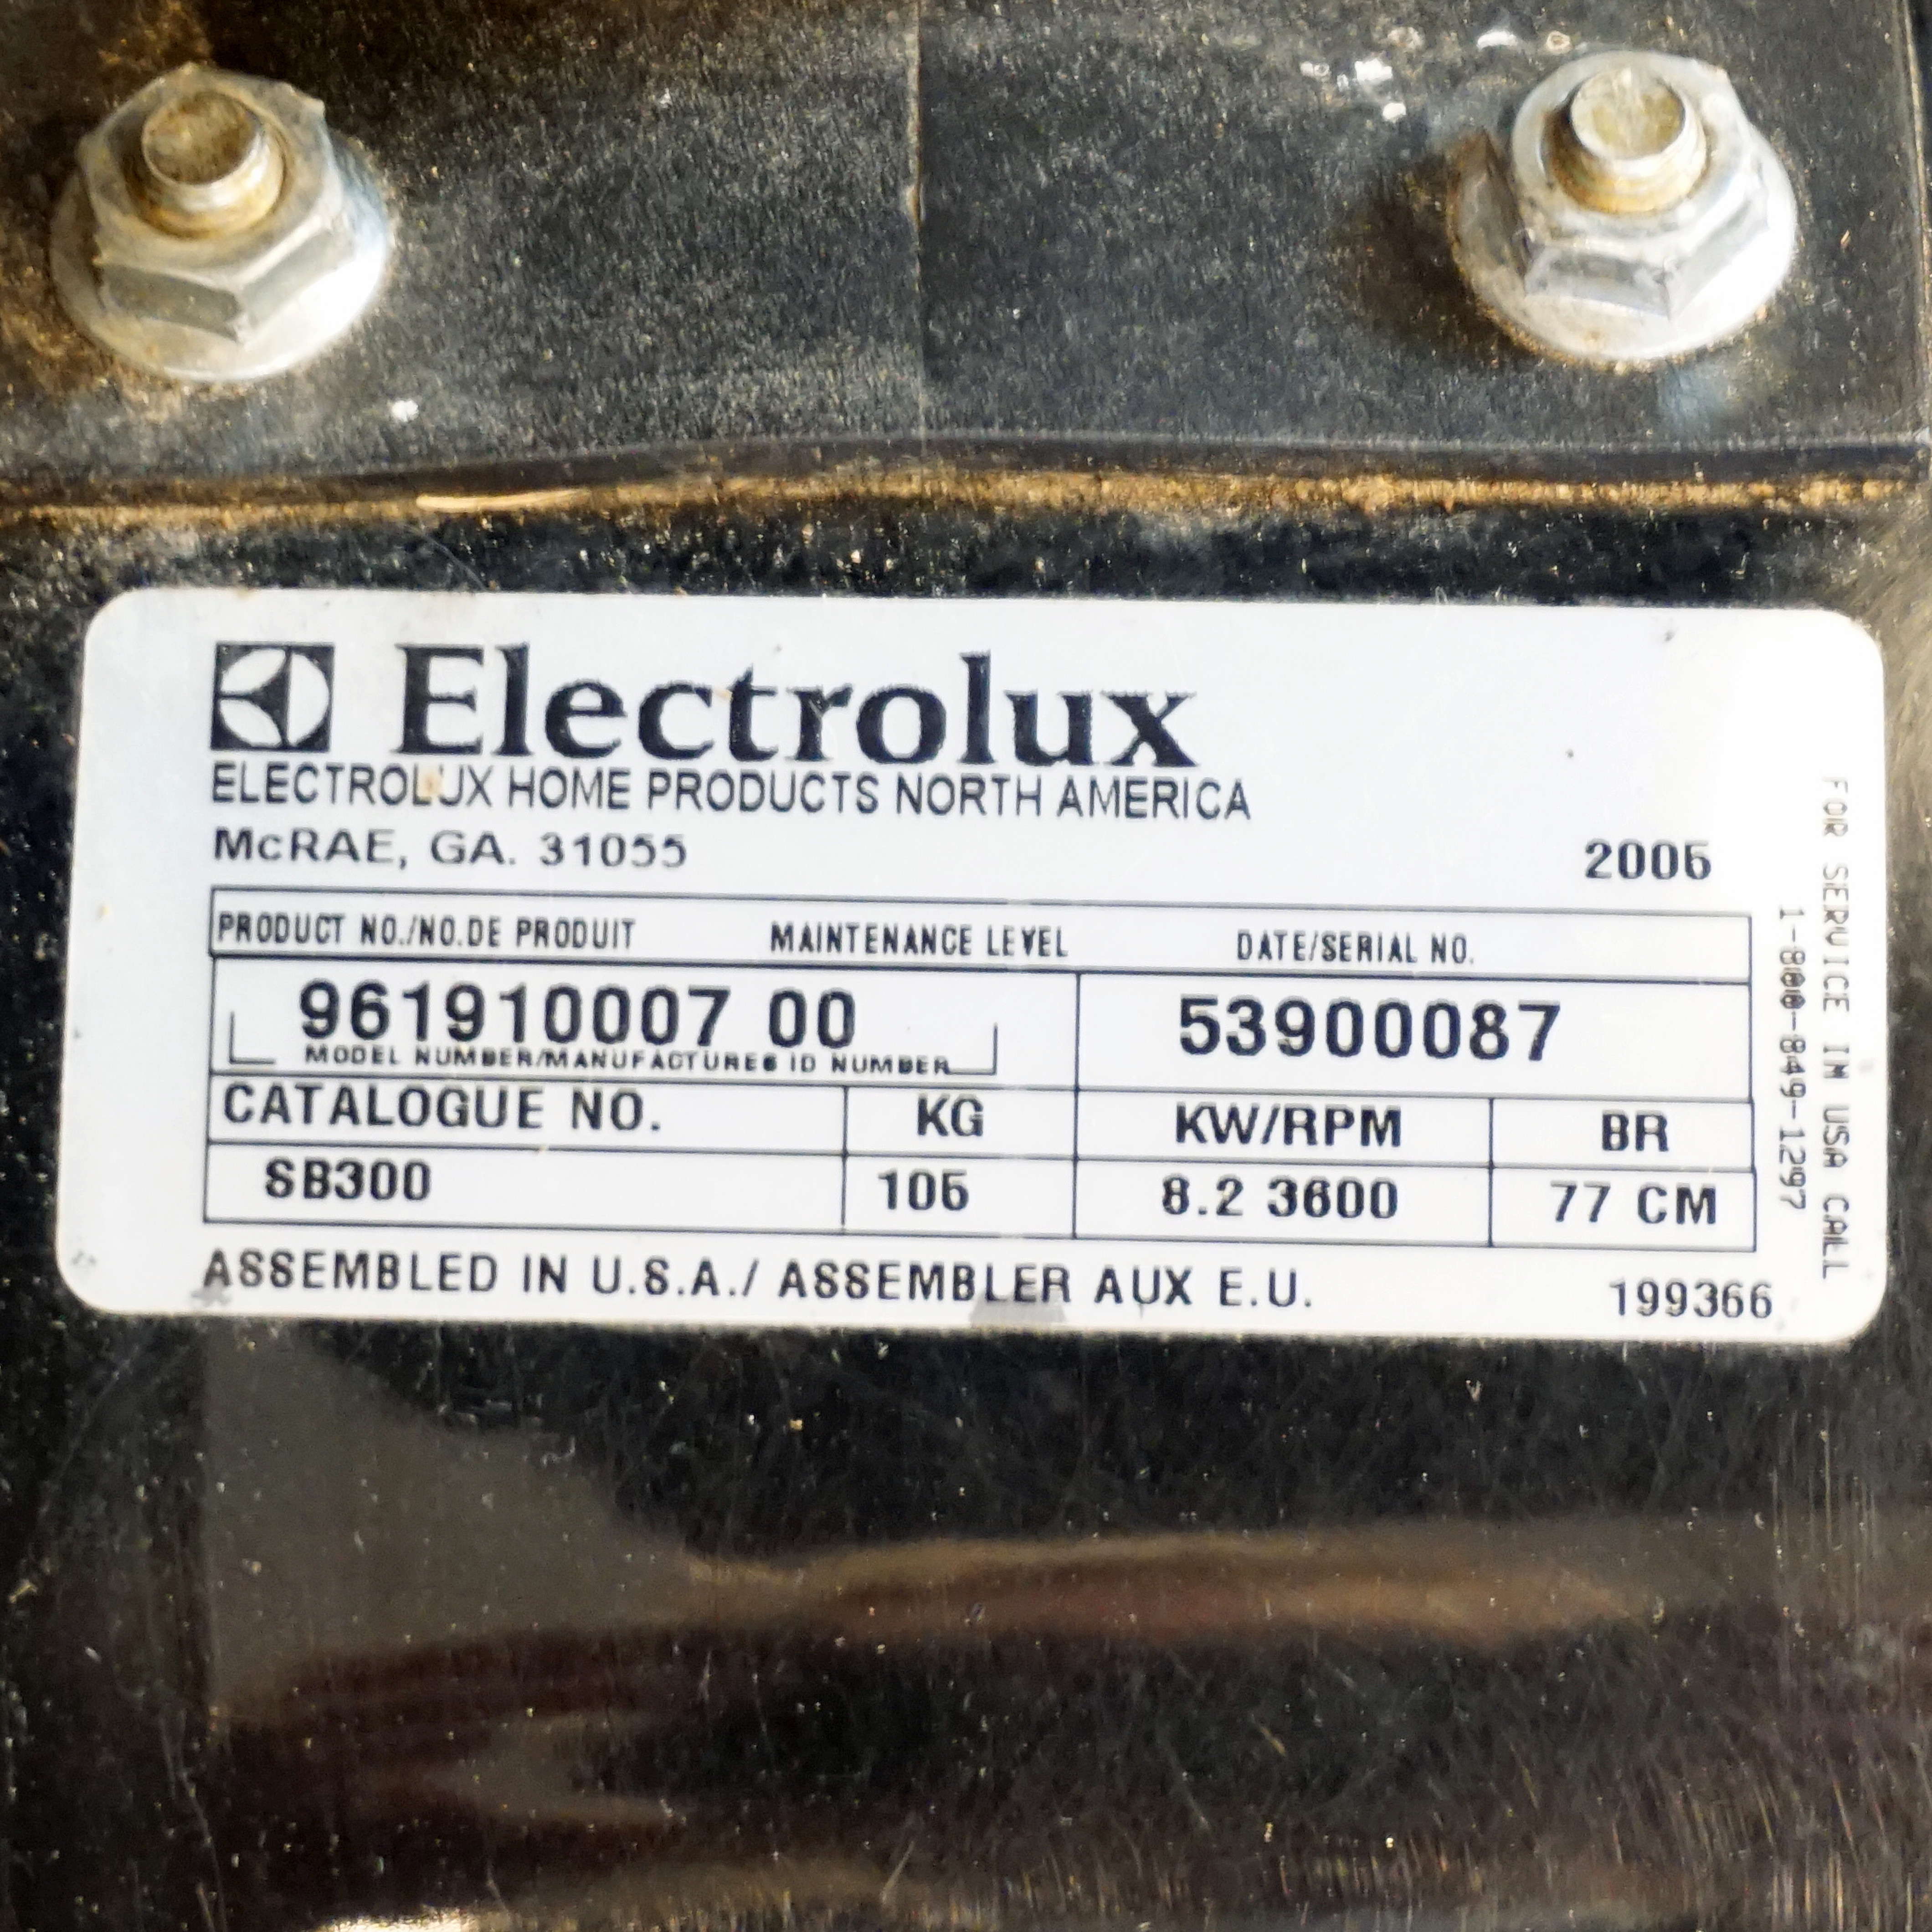 Electrolux
ELECTROLUX HOME PRODUCTS NORTH AMERICA
McRAE, GA. 31055
2005
PRODUCT NO./NO.DE PRODUIT MAINTENANCE LEVEL DATE/SERIAL NO.
961910007 00 53900087
MODEL NUMBER/MANUFACTURES ID NUMBER
CATALOGUE NO. KG KW/RPM BR
SB300 105 8.2 3600 77 CM
ASSEMBLED IN U.S.A./ ASSEMBLER AUX E.U. 199366
FOR SERVICE IN USA CALL
1-800-849-1297